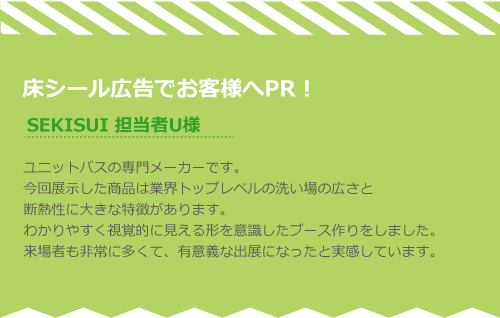 床シール広告でお客様へPR！
SEKISUI 担当者U様
ユニットバスの専門メーカーです。
今回展示した商品は業界トップレベルの洗い場の広さと
断熱性に大きな特徴があります。
わかりやすく視覚的に見える形を意識したブース作りをしました。
来場者も非常に多くて、有意義な出展になったと実感しています。